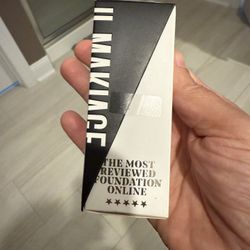 IL MAKIAGE
THE MOST
REVIEWED
FOUNDATION
ONLINE